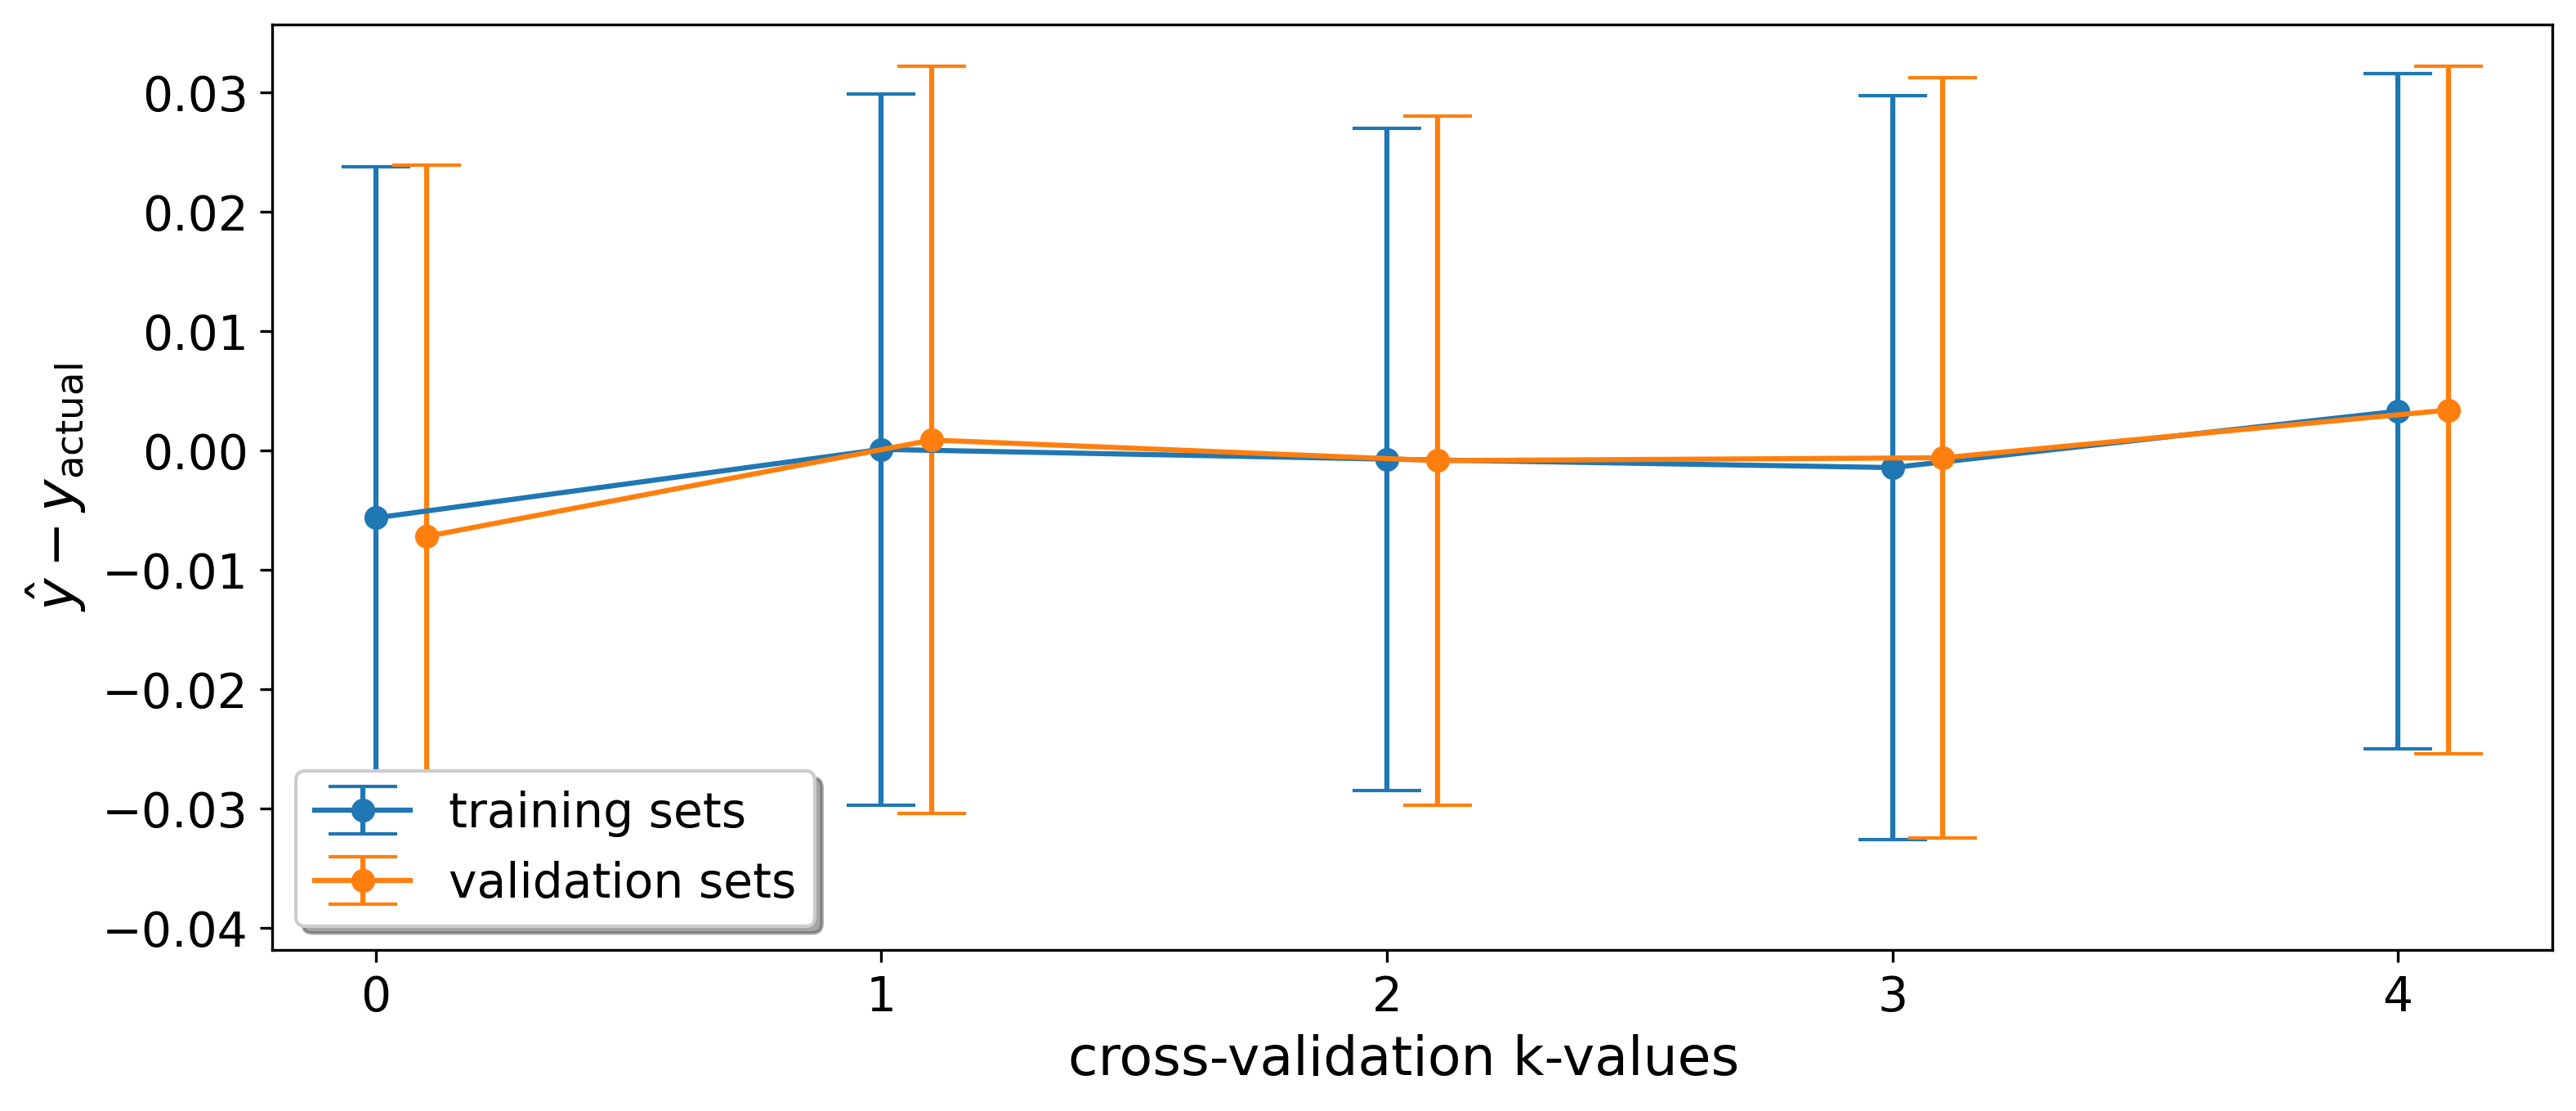 0.03
0.02
0.01
0.00
−0.01
−0.02
−0.03
−0.04
ŷ − y_actual
training sets
validation sets
0 1 2 3 4
cross-validation k-values